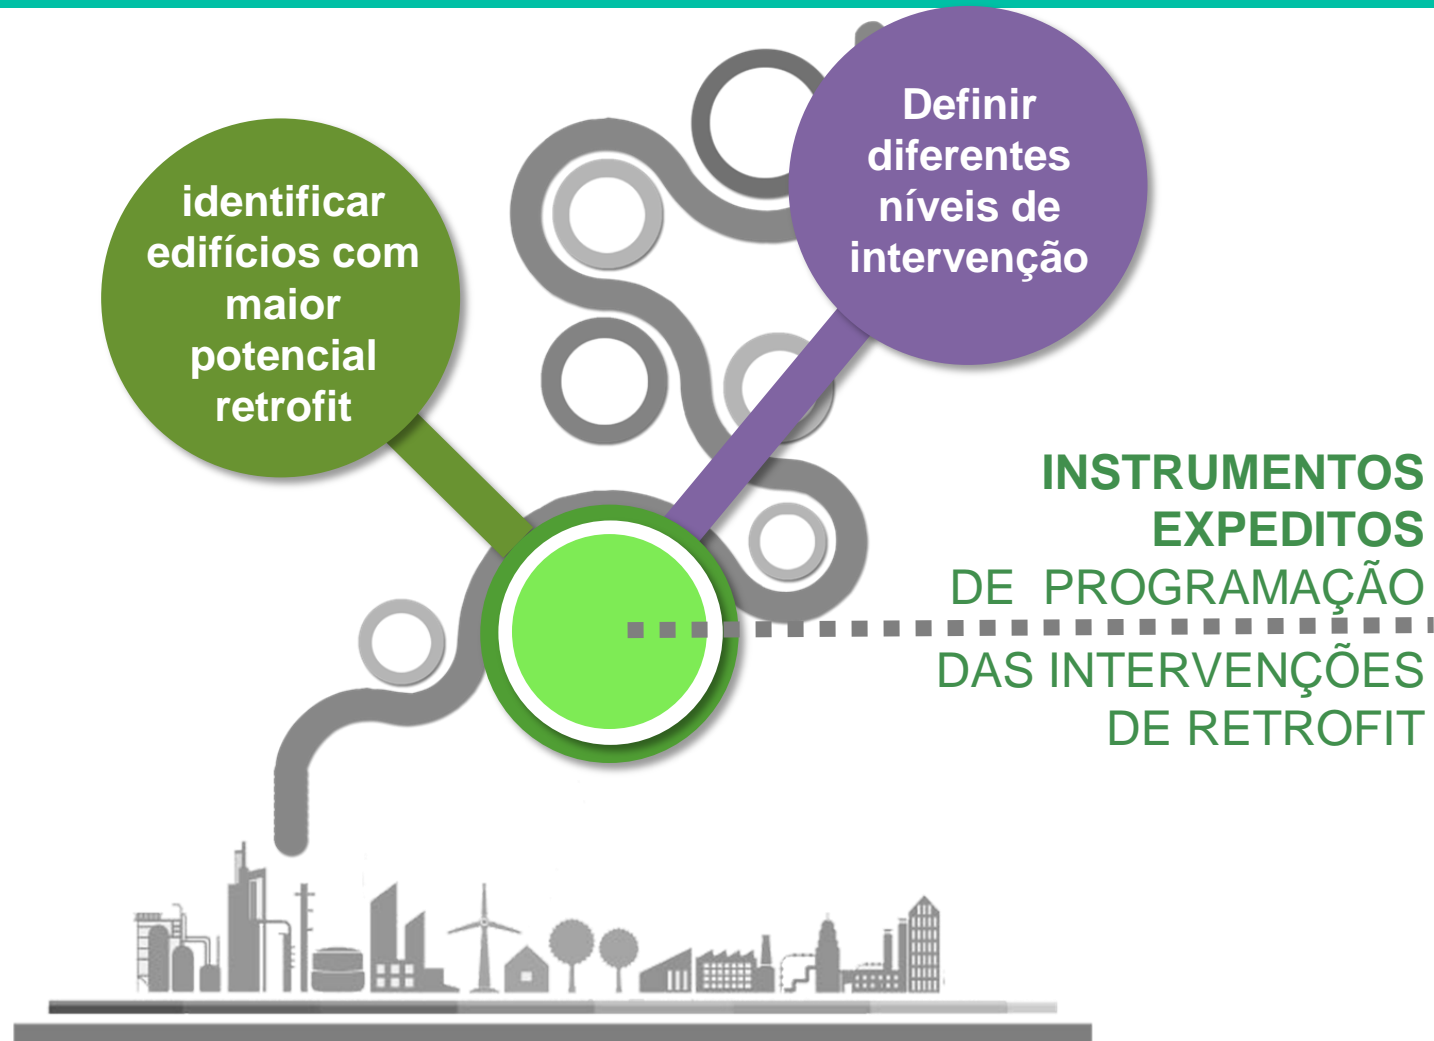 identificar
edifícios com
maior
potencial
retrofit
Definir
diferentes
níveis de
intervenção
INSTRUMENTOS
EXPEDITOS
DE PROGRAMAÇÃO
DAS INTERVENÇÕES
DE RETROFIT